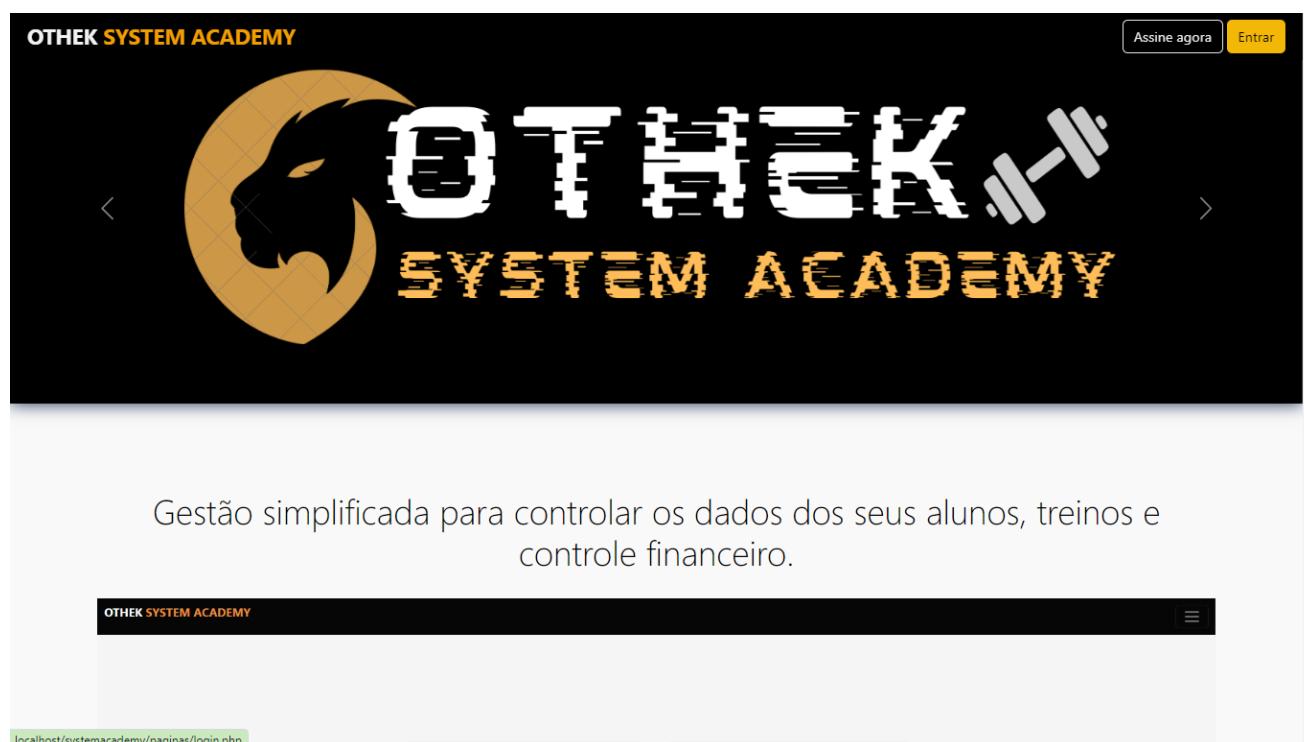 OTHEK SYSTEM ACADEMY
Assine agora
Entrar
OTHEK
SYSTEM ACADEMY
Gestão simplificada para controlar os dados dos seus alunos, treinos e
controle financeiro.
OTHEK SYSTEM ACADEMY
localhost/systemacademy/paginas/login.php